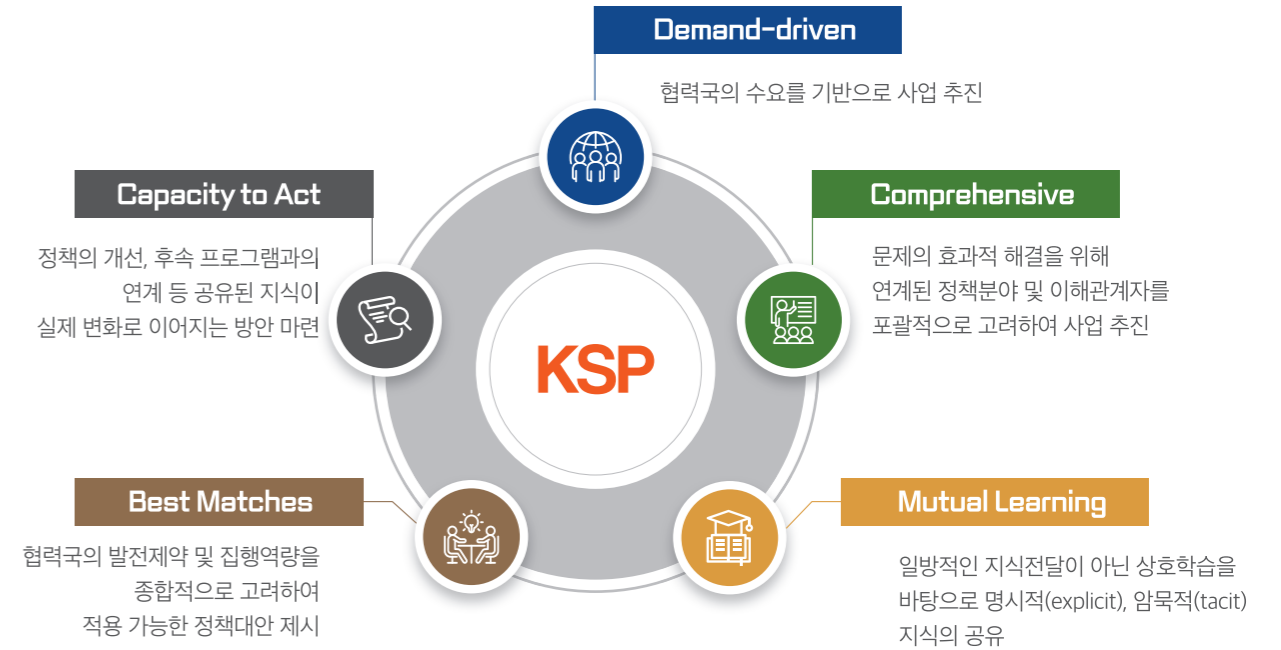 Demand-driven
협력국의 수요를 기반으로 사업 추진
Capacity to Act
정책의 개선, 후속 프로그램과의
연계 등 공유된 지식이
실제 변화로 이어지는 방안 마련
Comprehensive
문제의 효과적 해결을 위해
연계된 정책분야 및 이해관계자를
포괄적으로 고려하여 사업 추진
KSP
Best Matches
협력국의 발전제약 및 집행역량을
종합적으로 고려하여
적용 가능한 정책대안 제시
Mutual Learning
일방적인 지식전달이 아닌 상호학습을
바탕으로 명시적(explicit), 암묵적(tacit)
지식의 공유